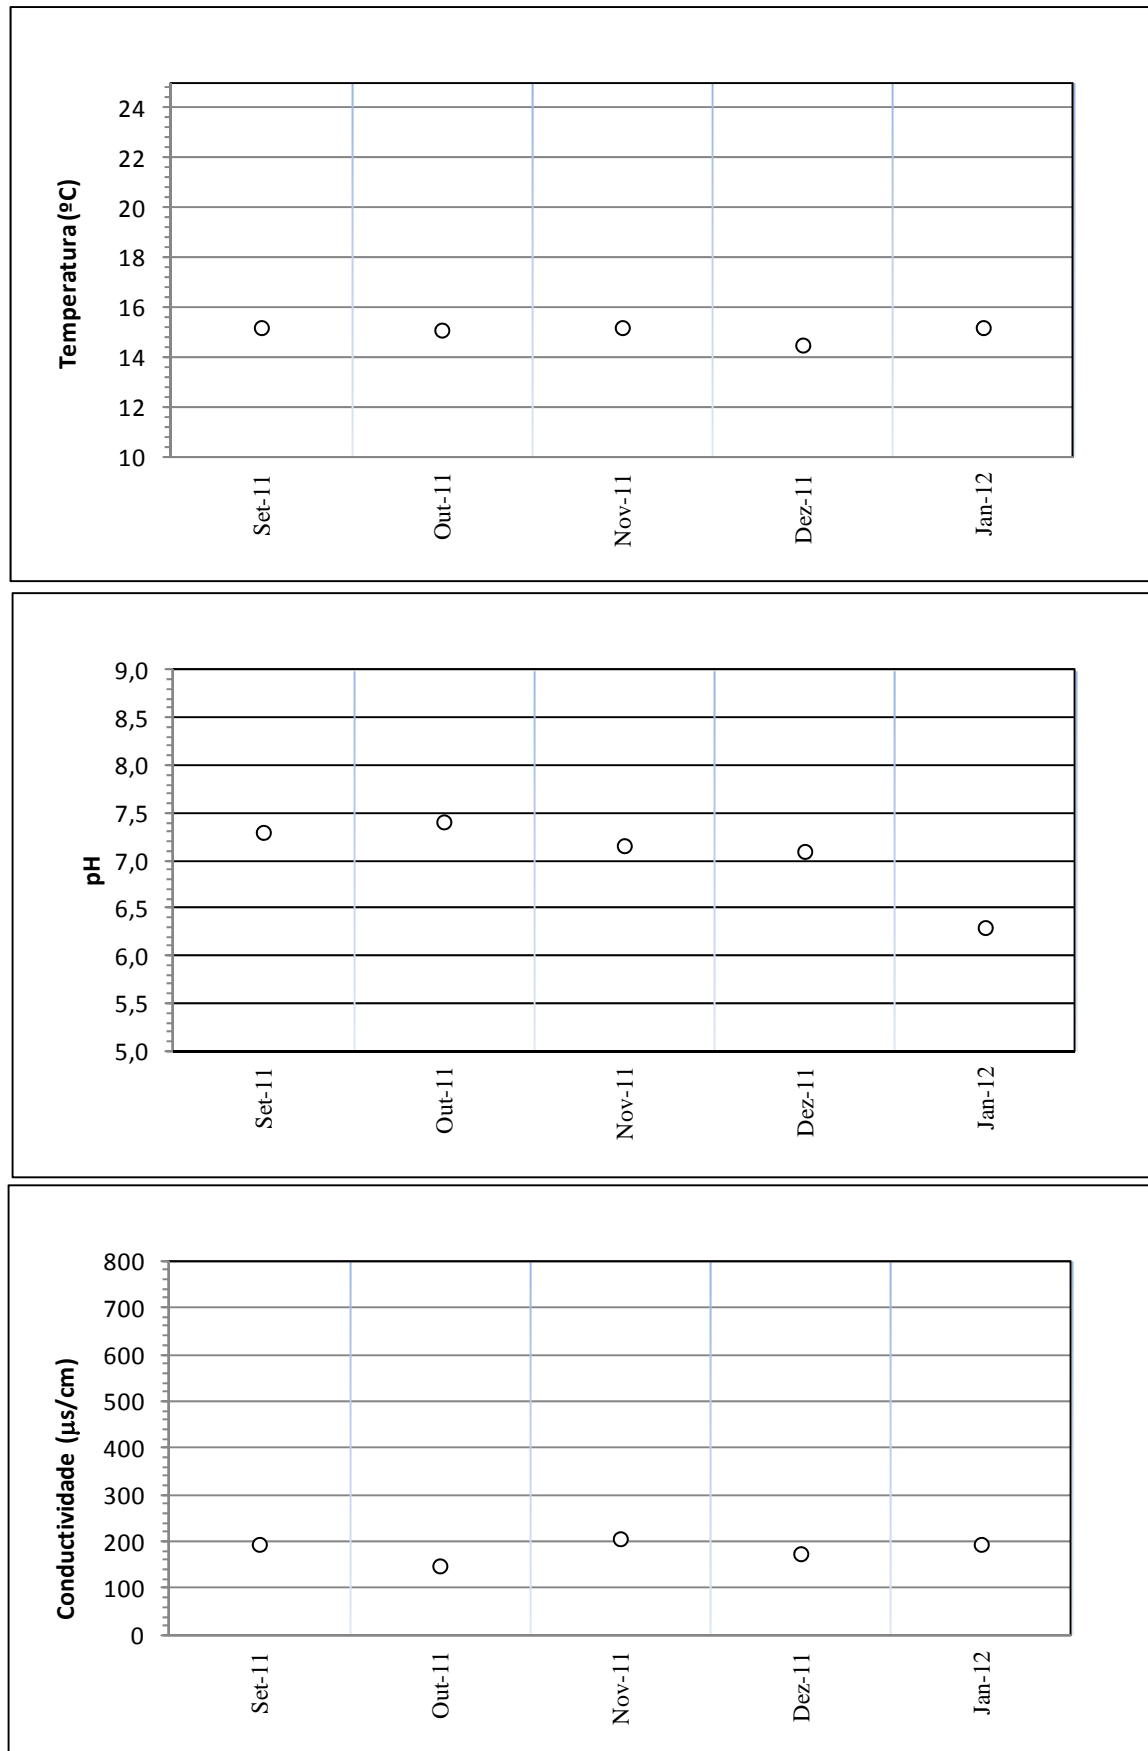 Temperatura (ºC)
24
22
20
18
16
14
12
10
Set-11
Out-11
Nov-11
Dez-11
Jan-12
pH
9,0
8,5
8,0
7,5
7,0
6,5
6,0
5,5
5,0
Set-11
Out-11
Nov-11
Dez-11
Jan-12
Conductividade (µs/cm)
800
700
600
500
400
300
200
100
0
Set-11
Out-11
Nov-11
Dez-11
Jan-12